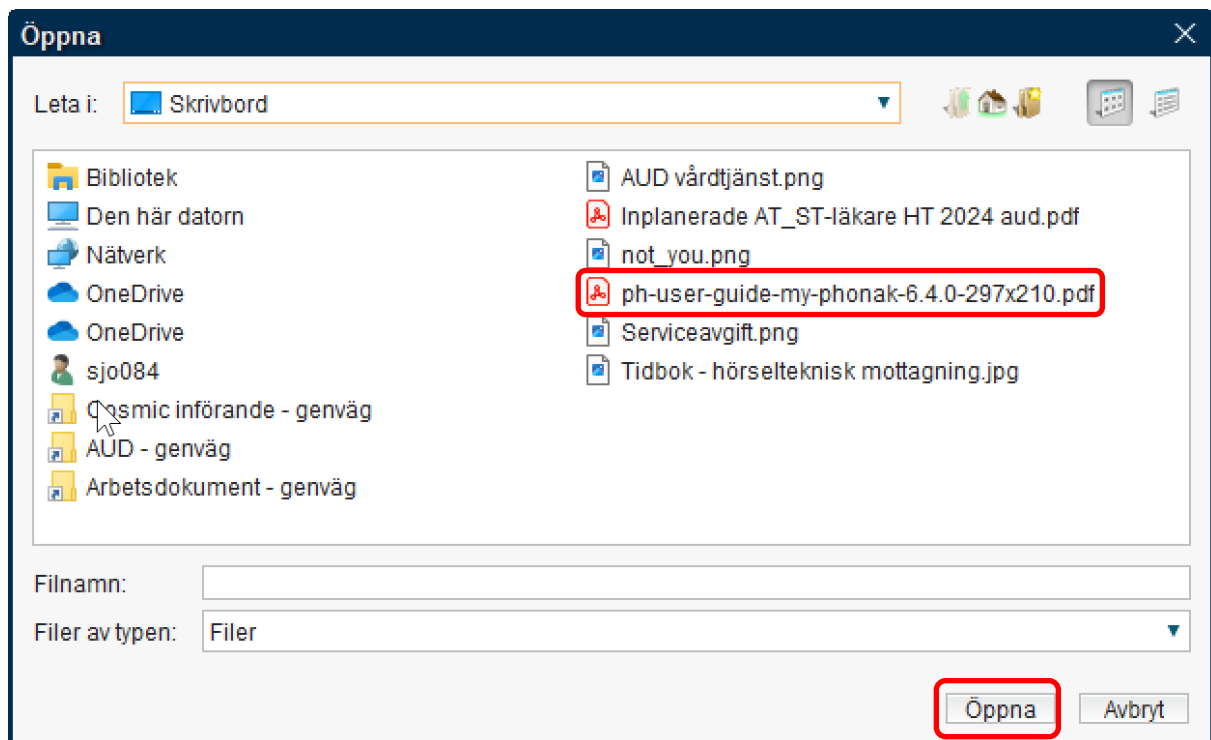 Öppna
Leta i: Skrivbord
Bibliotek
Den här datorn
Nätverk
OneDrive
OneDrive
sjo084
Cosmic införande - genväg
AUD - genväg
Arbetsdokument - genväg
AUD vårdtjänst.png
Inplanerade AT_ST-läkare HT 2024 aud.pdf
not_you.png
ph-user-guide-my-phonak-6.4.0-297x210.pdf
Serviceavgift.png
Tidbok - hörselteknisk mottagning.jpg
Filnamn:
Filer av typen: Filer
Öppna Avbryt